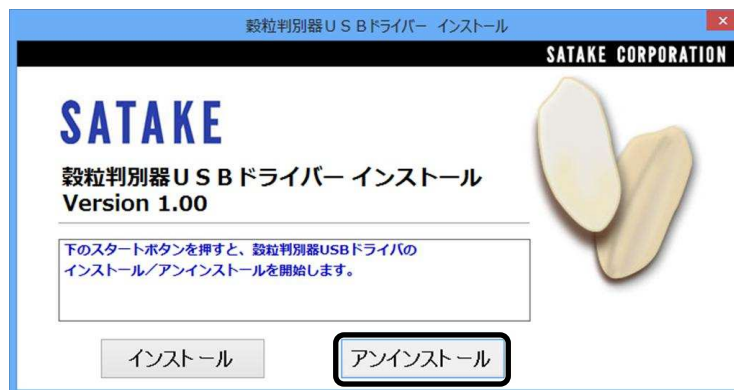 穀粒判別器ＵＳＢドライバー インストール
×
SATAKE CORPORATION
SATAKE
穀粒判別器ＵＳＢドライバー インストール
Version 1.00
下のスタートボタンを押すと、穀粒判別器USBドライバの
インストール／アンインストールを開始します。
インストール
アンインストール